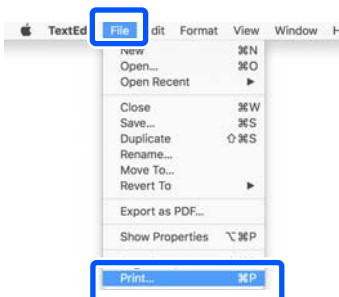 TextEd File dit Format View Window H
New ⌘N
Open... ⌘O
Open Recent ▶
Close ⌘W
Save... ⌘S
Duplicate ⇧⌘S
Rename...
Move To...
Revert To ▶
Export as PDF...
Show Properties ⌥⌘P
Print... ⌘P